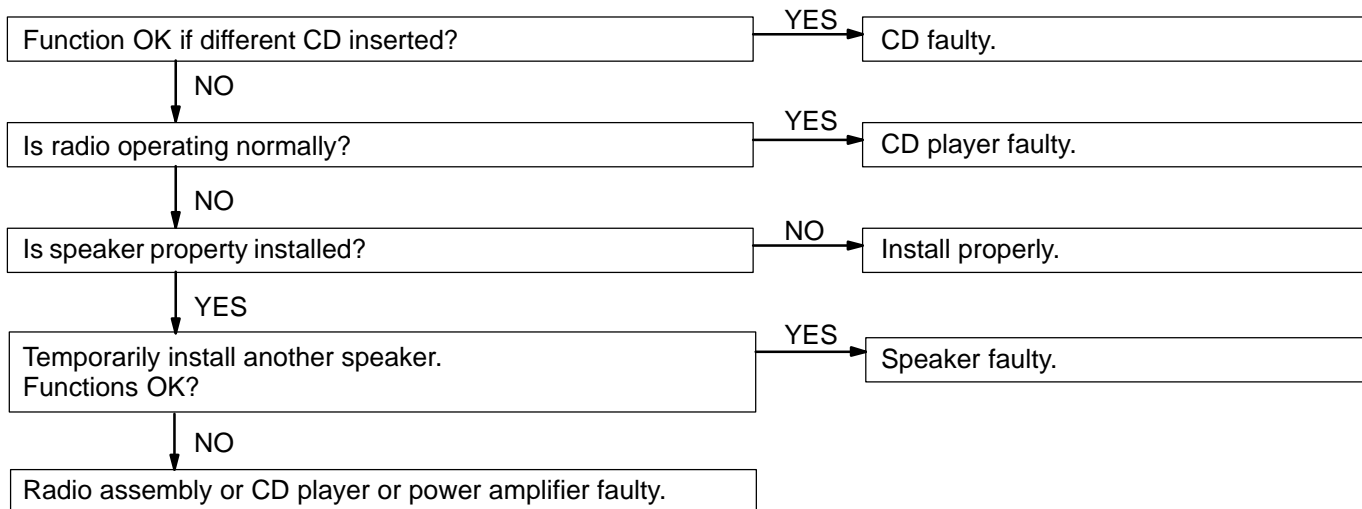 Function OK if different CD inserted?
YES
CD faulty.
NO
Is radio operating normally?
YES
CD player faulty.
NO
Is speaker property installed?
NO
Install properly.
YES
Temporarily install another speaker.
Functions OK?
YES
Speaker faulty.
NO
Radio assembly or CD player or power amplifier faulty.